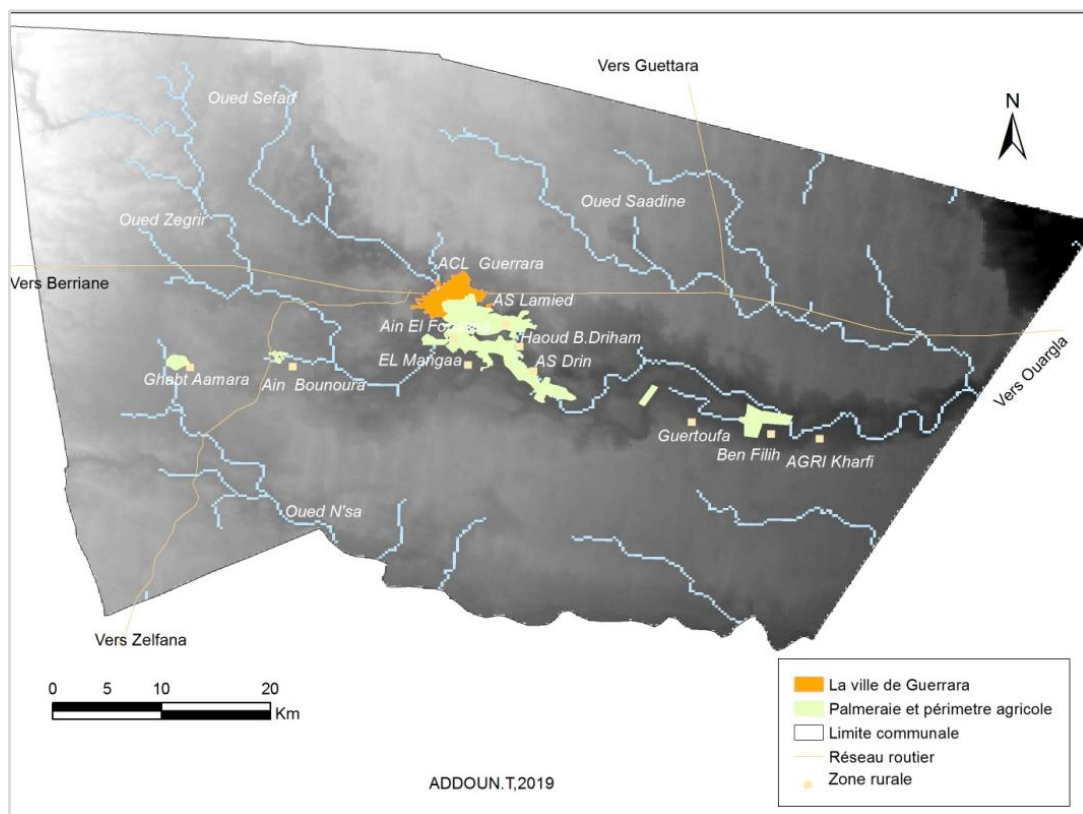 Vers Guettara
N
Oued Sefarf
Oued Zegrir
Oued Saadine
Vers Berriane
ACL Guerrara
AS Lamied
Ain El
Haoud B.Driham
EL Mangaa
AS Drin
Ghabt Aamara
Ain Bounoura
Vers Ouargla
Guertoufa
Ben Filih
AGRI Kharfi
Oued N'sa
Vers Zelfana
0 5 10 20
Km
La ville de Guerrara
Palmeraie et périmetre agricole
Limite communale
Réseau routier
Zone rurale
ADDOUN.T,2019